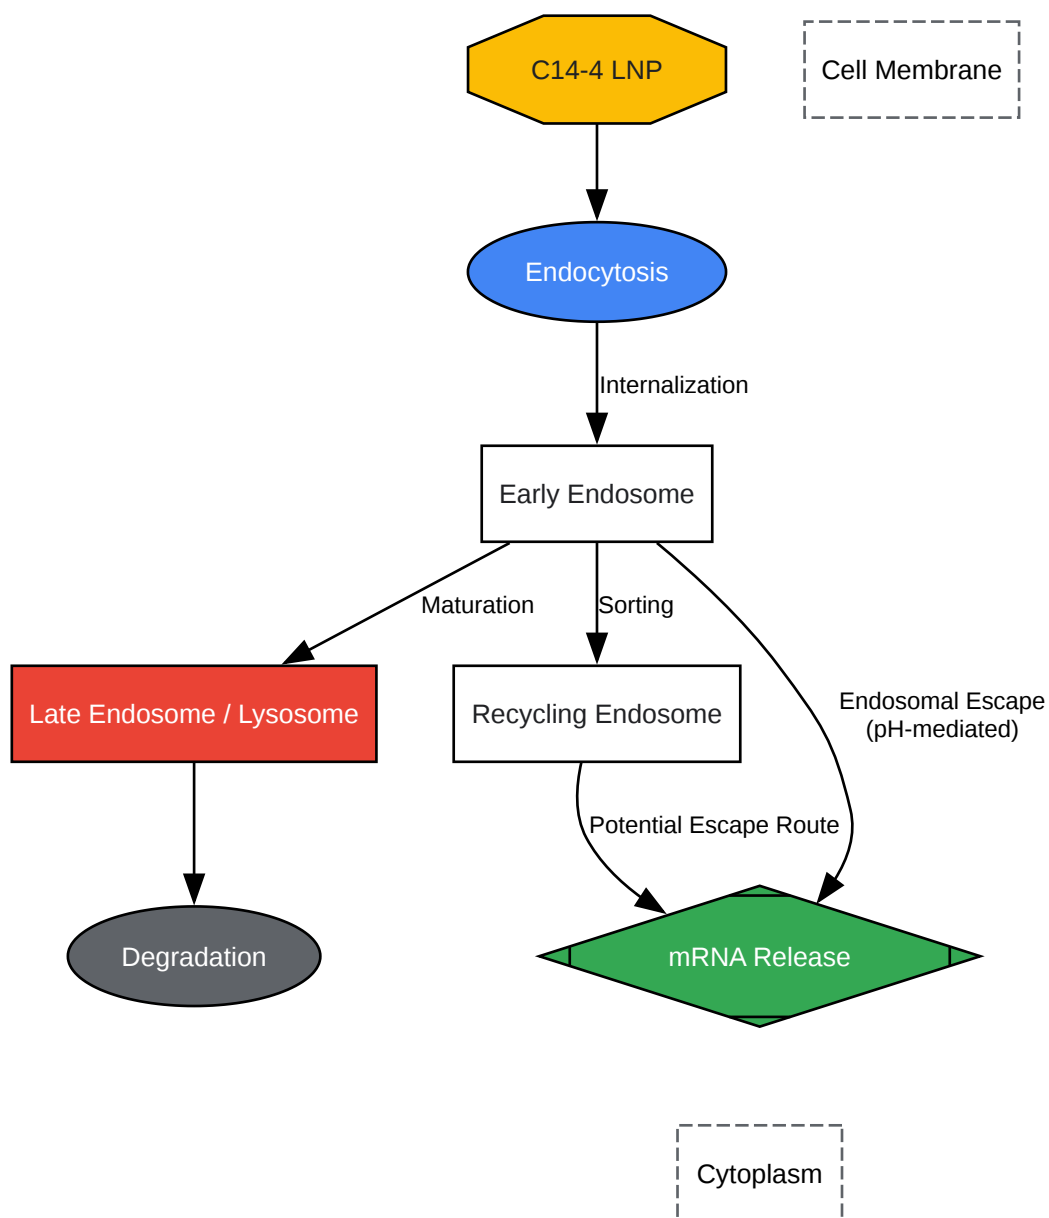 C14-4 LNP
Cell Membrane
Endocytosis
Internalization
Early Endosome
Maturation
Sorting
Late Endosome / Lysosome
Recycling Endosome
Endosomal Escape
(pH-mediated)
Potential Escape Route
Degradation
mRNA Release
Cytoplasm